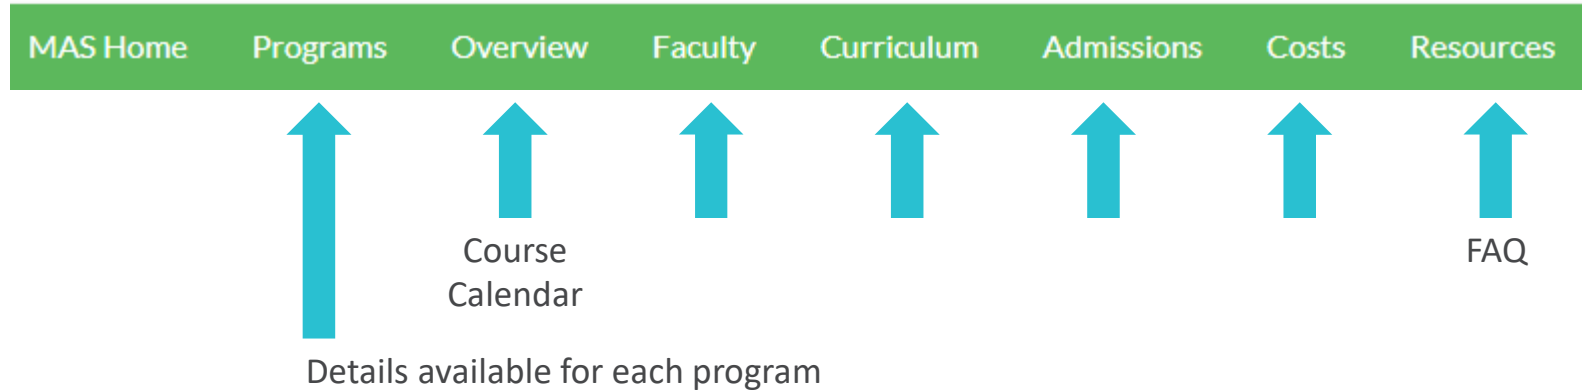 MAS Home Programs Overview Faculty Curriculum Admissions Costs Resources
Course
Calendar
FAQ
Details available for each program